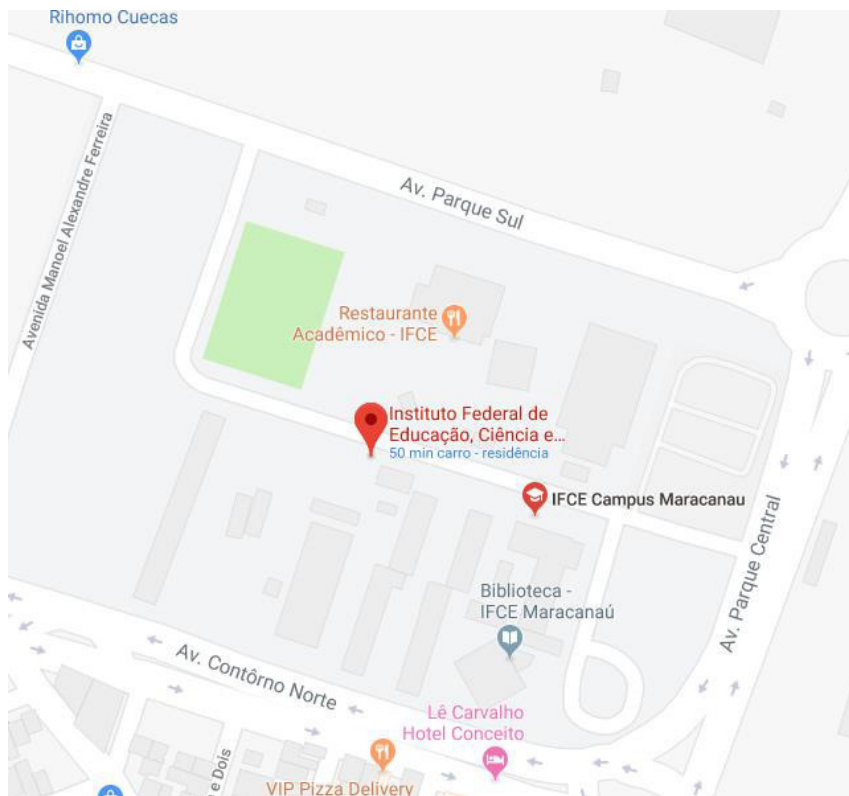 Rihomo Cuecas
Avenida Manoel Alexandre Ferreira
Av. Parque Sul
Restaurante
Acadêmico - IFCE
Instituto Federal de
Educação, Ciência e...
50 min carro - residência
IFCE Campus Maracanau
Av. Parque Central
Biblioteca -
IFCE Maracanaú
Av. Contôrno Norte
Lê Carvalho
Hotel Conceito
e Dois
VIP Pizza Delivery